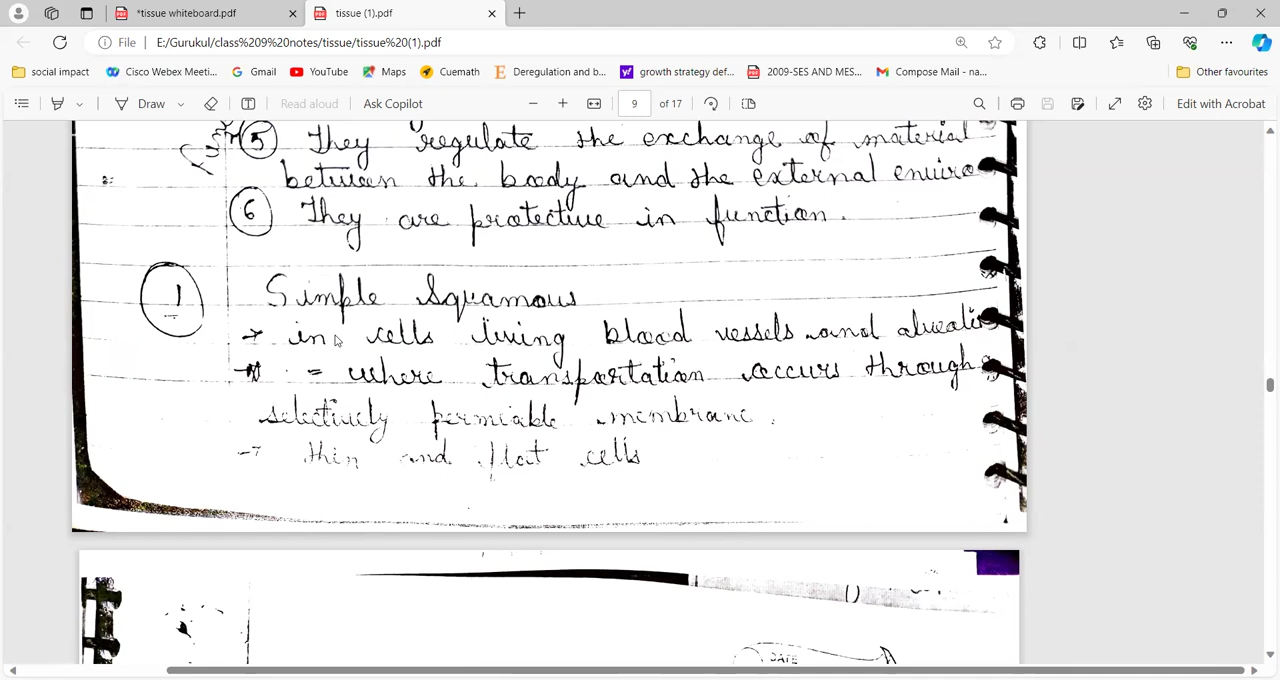 *tissue whiteboard.pdf
tissue (1).pdf
File
E:/Gurukul/class%209%20notes/tissue/tissue%20(1).pdf
social impact
Cisco Webex Meeti...
Gmail
YouTube
Maps
Cuemath
Deregulation and b...
growth strategy def...
2009-SES AND MES...
Compose Mail - na...
Other favourites
Draw
Read aloud
Ask Copilot
9
of 17
Edit with Acrobat
5 They regulate the exchange of material
between the body and the external enviro
6 They are protective in function.
1 Simple Squamous
→ in cells living blood vessels and alveoli
= where transportation occurs through
selectively permiable membrane.
→ thin and flat cells
DATE